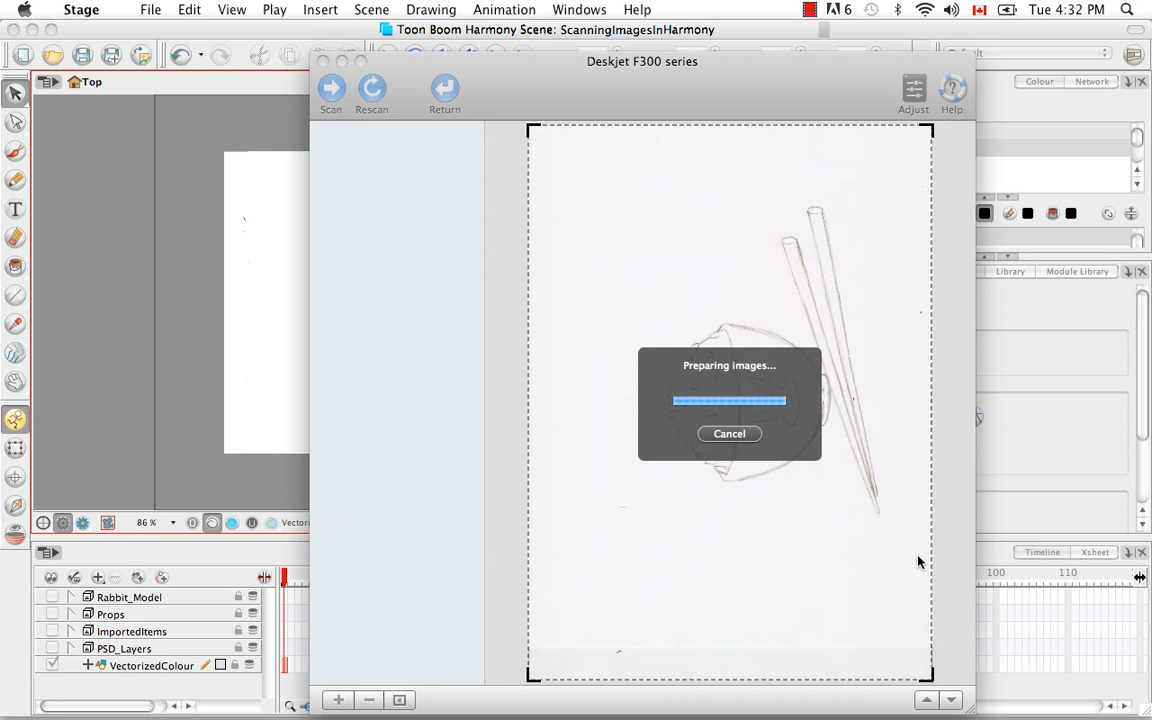 Stage File Edit View Play Insert Scene Drawing Animation Windows Help 6 Tue 4:32 PM
Toon Boom Harmony Scene: ScanningImagesInHarmony
Deskjet F300 series
Default
Top
Colour Network
Scan Rescan Return Adjust Help
Library Module Library
Preparing images...
Cancel
86 %
Timeline Xsheet
100 110
Rabbit_Model
Props
ImportedItems
PSD_Layers
VectorizedColour